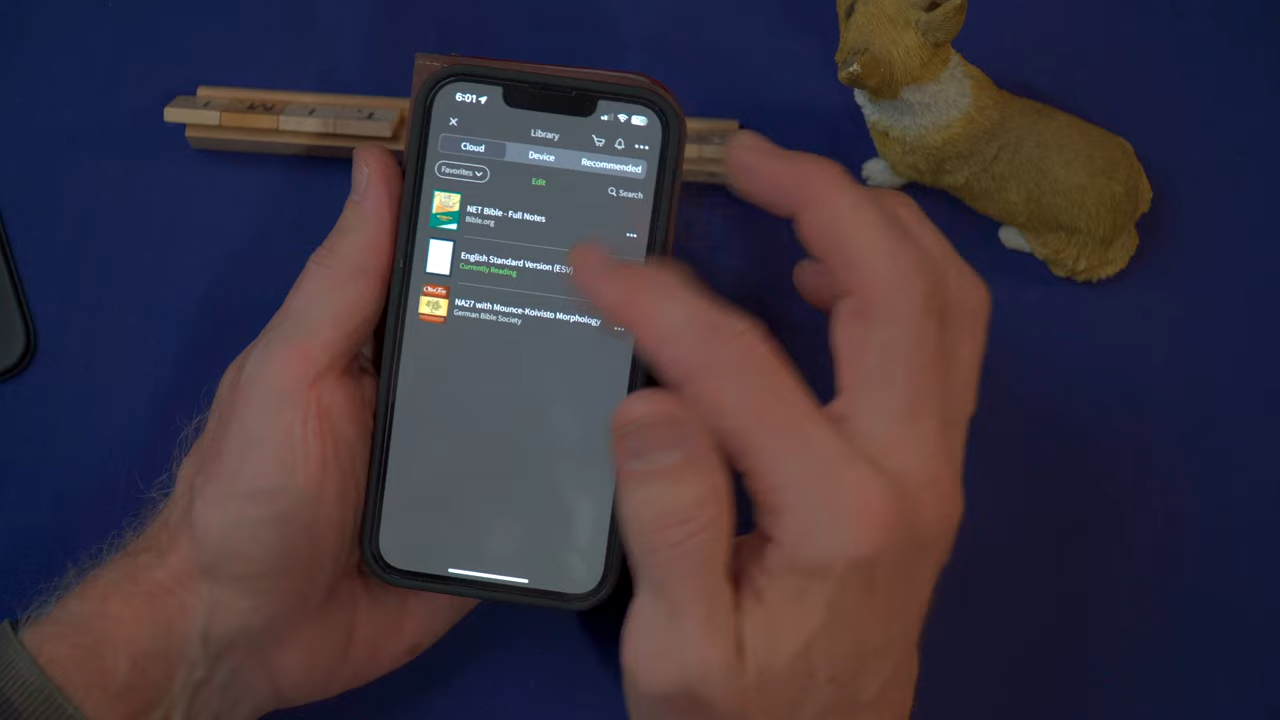 6:01
Library
Cloud Device Recommended
Favorites Edit Search
NET Bible - Full Notes
Bible.org
English Standard Version (ESV)
Currently Reading
NA27 with Mounce-Koivisto Morphology
German Bible Society